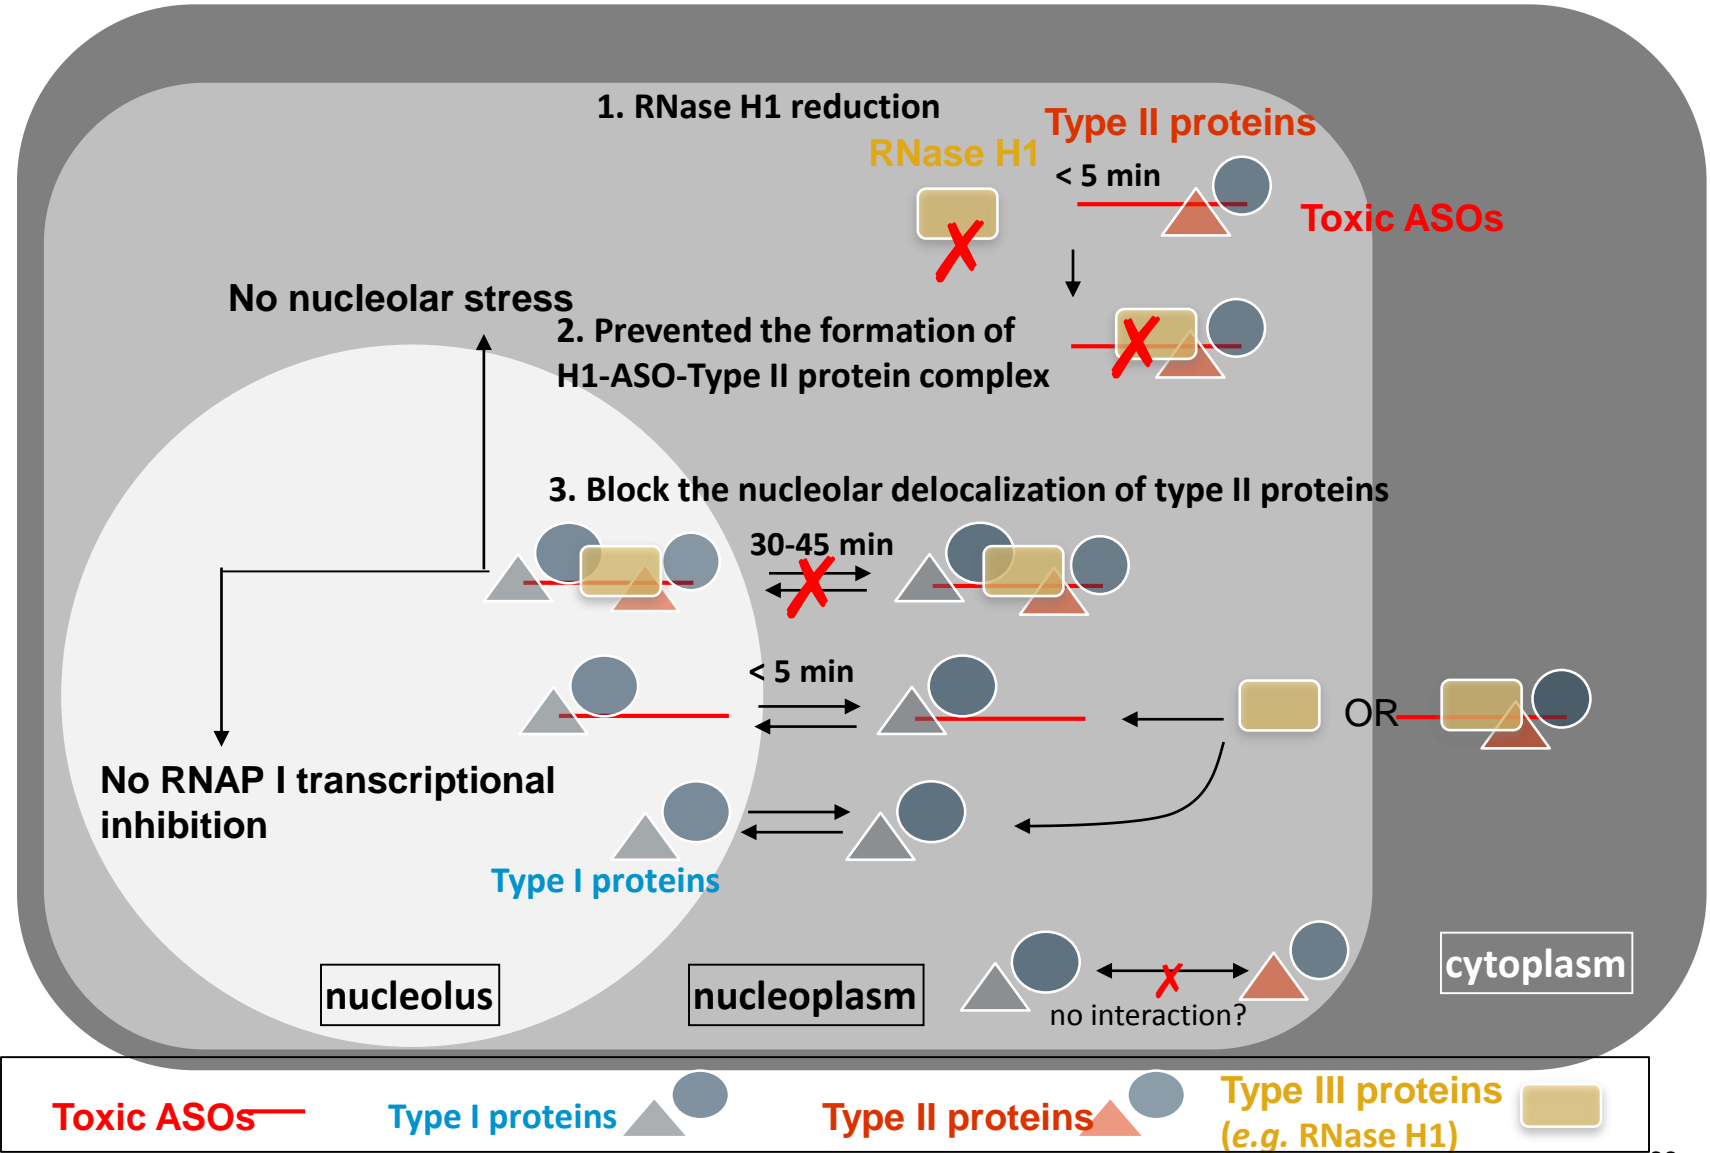 1. RNase H1 reduction
Type II proteins
RNase H1
< 5 min
Toxic ASOs
No nucleolar stress
2. Prevented the formation of
H1-ASO-Type II protein complex
3. Block the nucleolar delocalization of type II proteins
30-45 min
< 5 min
OR
No RNAP I transcriptional
inhibition
Type I proteins
nucleolus
nucleoplasm
no interaction?
cytoplasm
Toxic ASOs
Type I proteins
Type II proteins
Type III proteins
(e.g. RNase H1)